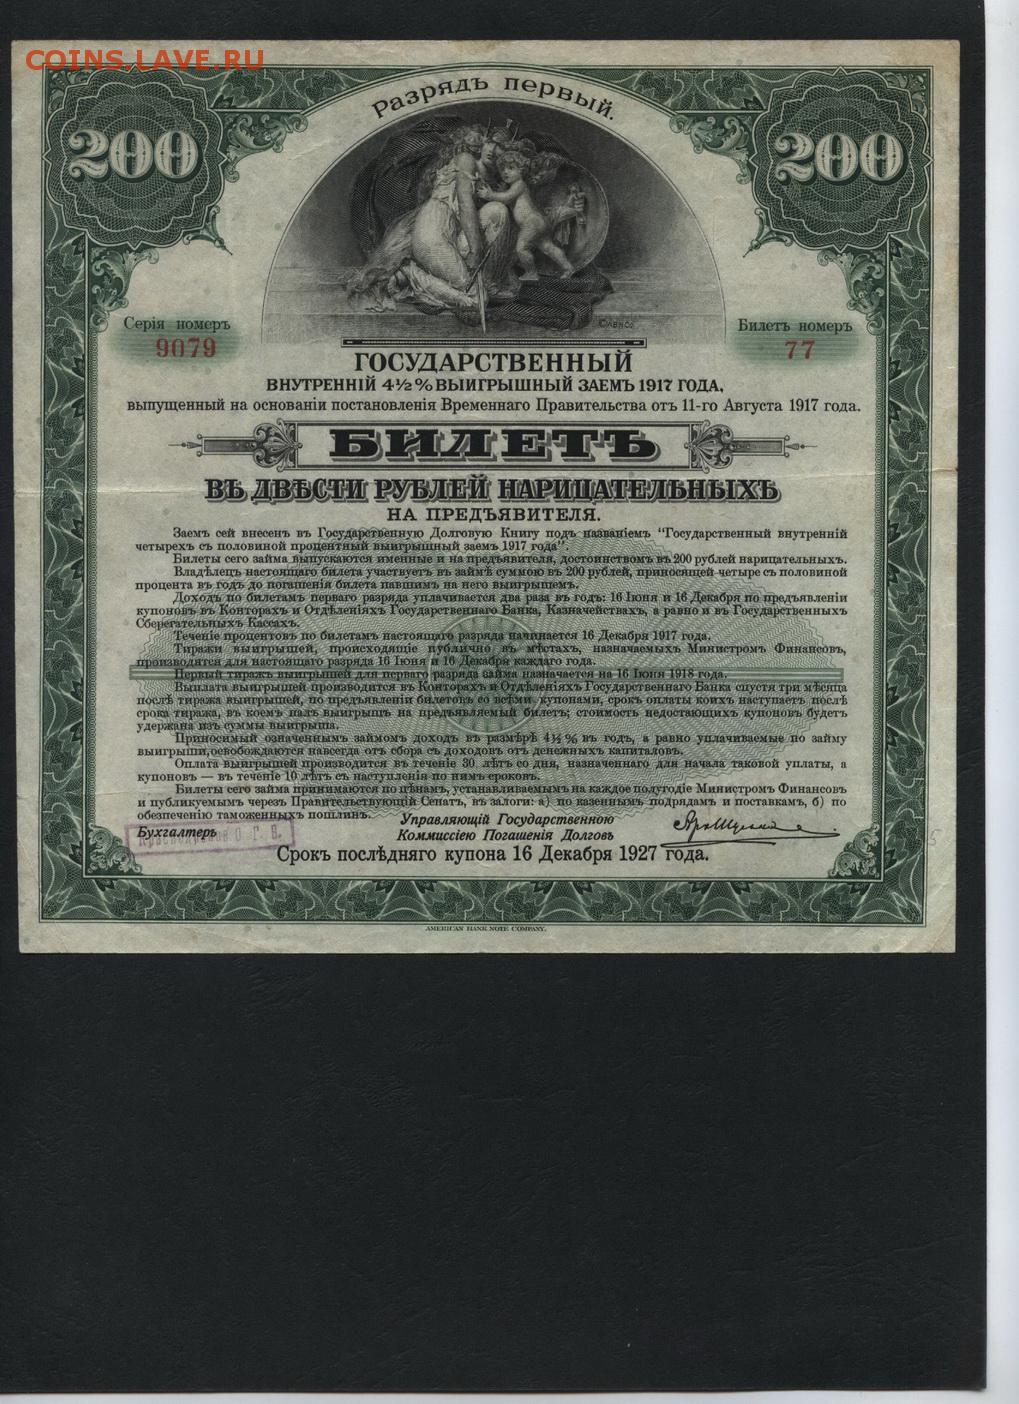 COINS.LAVE.RU
Разрядъ первый.
200
200
Серія номеръ
9079
Билетъ номеръ
77
ГОСУДАРСТВЕННЫЙ
ВНУТРЕННІЙ 4½% ВЫИГРЫШНЫЙ ЗАЕМЪ 1917 ГОДА,
выпущенный на основаніи постановленія Временнаго Правительства отъ 11-го Августа 1917 года.
БИЛЕТЪ
ВЪ ДВѢСТИ РУБЛЕЙ НАРИЦАТЕЛЬНЫХЪ
НА ПРЕДЪЯВИТЕЛЯ.
Заемъ сей внесенъ въ Государственную Долговую Книгу подъ названіемъ "Государственный внутренній
четырехъ съ половиной процентный выигрышный заемъ 1917 года".
Билеты сего займа выпускаются именные и на предъявителя, достоинствомъ въ 200 рублей нарицательныхъ.
Владѣлецъ настоящаго билета участвуетъ въ займѣ суммою въ 200 рублей, приносящей четыре съ половиной
процента въ годъ до погашенія билета павшимъ на него выигрышемъ.
Доходъ по билетамъ перваго разряда уплачивается два раза въ годъ: 16 Іюня и 16 Декабря по предъявленіи
купоновъ въ Конторахъ и Отдѣленіяхъ Государственнаго Банка, Казначействахъ, а равно и въ Государственныхъ
Сберегательныхъ Кассахъ.
Теченіе процентовъ по билетамъ настоящаго разряда начинается 16 Декабря 1917 года.
Тиражи выигрышей, происходящіе публично въ мѣстахъ, назначаемыхъ Министромъ Финансовъ,
производятся для настоящаго разряда 16 Іюня и 16 Декабря каждаго года.
Первый тиражъ выигрышей для перваго разряда займа назначается на 16 Іюня 1918 года.
Выплата выигрышей производится въ Конторахъ и Отдѣленіяхъ Государственнаго Банка спустя три мѣсяца
послѣ тиража выигрышей, по предъявленіи билетовъ со всѣми купонами, срокъ оплаты коихъ наступаетъ послѣ
срока тиража, въ коемъ палъ выигрышъ на предъявляемый билетъ; стоимость недостающихъ купоновъ будетъ
удержана изъ суммы выигрыша.
Приносимый означеннымъ займомъ доходъ въ размѣрѣ 4½% въ годъ, а равно уплачиваемые по займу
выигрыши, освобождаются навсегда отъ сбора съ доходовъ отъ денежныхъ капиталовъ.
Оплата выигрышей производится въ теченіе 30 лѣтъ со дня, назначеннаго для начала таковой уплаты, а
купоновъ — въ теченіе 10 лѣтъ съ наступленія по нимъ сроковъ.
Билеты сего займа принимаются по цѣнамъ, устанавливаемымъ на каждое полугодіе Министромъ Финансовъ
и публикуемымъ черезъ Правительствующій Сенатъ, въ залоги: а) по казеннымъ подрядамъ и поставкамъ, б) по
обезпеченію таможенныхъ пошлинъ.
Управляющій Государственною
Коммиссіею Погашенія Долговъ
Бухгалтеръ
О. Г. Б.
Срокъ послѣдняго купона 16 Декабря 1927 года.
AMERICAN BANK NOTE COMPANY.